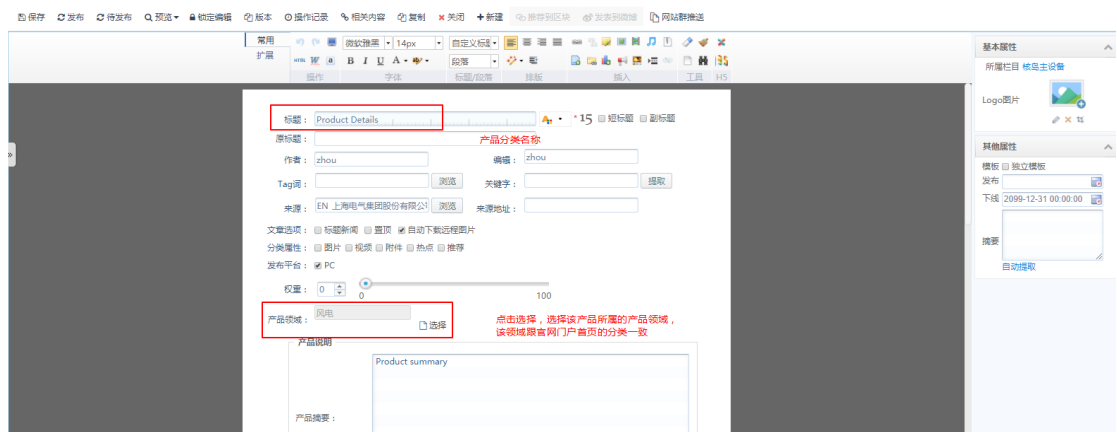 保存 发布 待发布 预览 锁定编辑 版本 操作记录 相关内容 复制 关闭 新建 推荐到区块 发表到微博 网站群推送
常用
扩展
微软雅黑 14px 自定义标题
HTML W a B I U A 段落
操作 字体 标题/段落 排版 插入 工具 H5
标题： Product Details * 15 短标题 副标题
原标题： 产品分类名称
作者： zhou 编辑： zhou
Tag词： 浏览 关键字： 提取
来源： EN 上海电气集团股份有限公司 浏览 来源地址：
文章选项： 标题新闻 置顶 自动下载远程图片
分类属性： 图片 视频 附件 热点 推荐
发布平台： PC
权重： 0 0 100
产品领域： 风电 选择
点击选择，选择该产品所属的产品领域，
该领域跟官网门户首页的分类一致
产品说明
Product summary
产品摘要：
基本属性
所属栏目 核岛主设备
Logo图片
其他属性
模板 独立模板
发布
下线 2099-12-31 00:00:00
摘要
自动提取